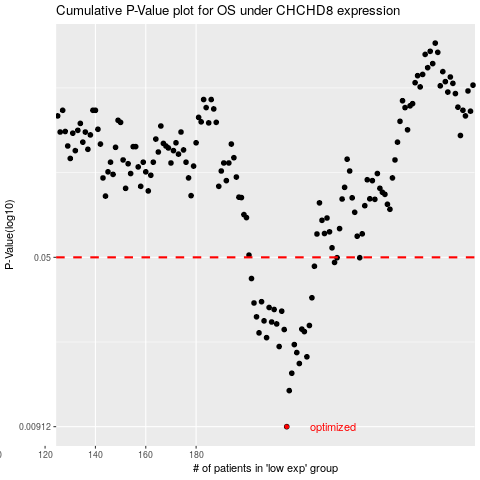 Cumulative P-Value plot for OS under CHCHD8 expression
P-Value(log10)
0.05
0.00912
optimized
0
120
140
160
180
# of patients in 'low exp' group